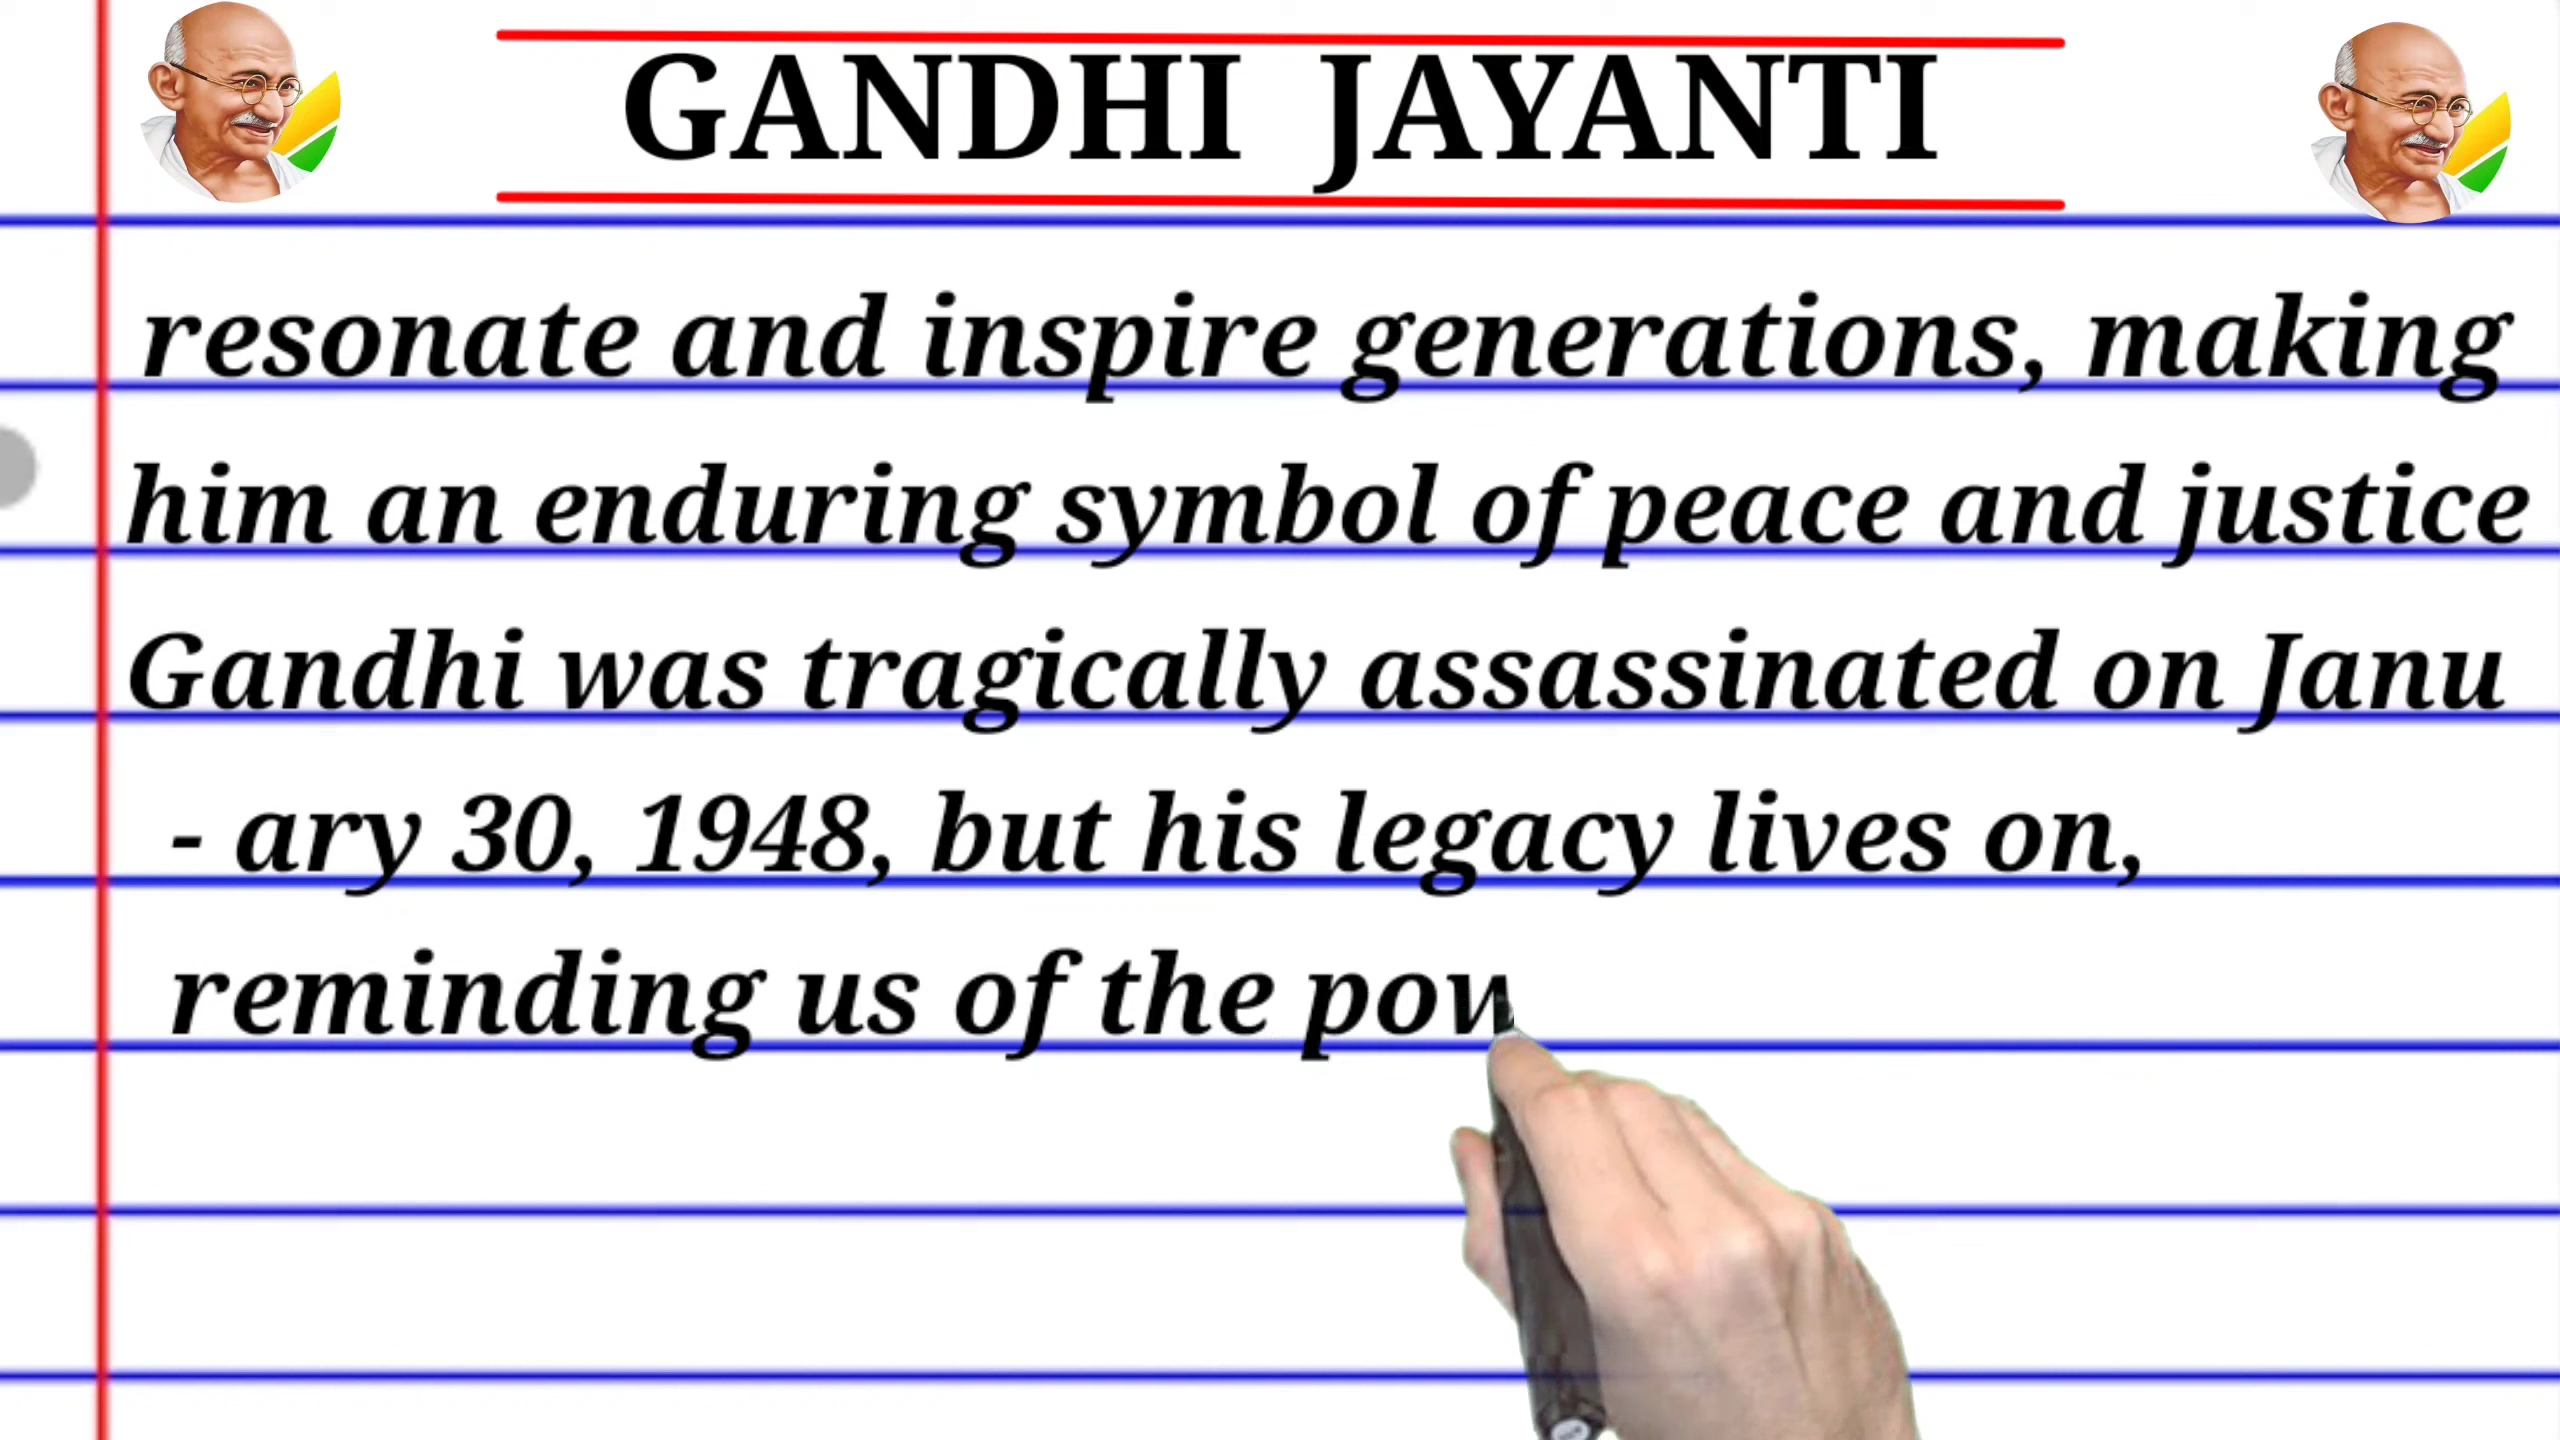 GANDHI JAYANTI
resonate and inspire generations, making
him an enduring symbol of peace and justice
Gandhi was tragically assassinated on Janu
- ary 30, 1948, but his legacy lives on,
reminding us of the pow